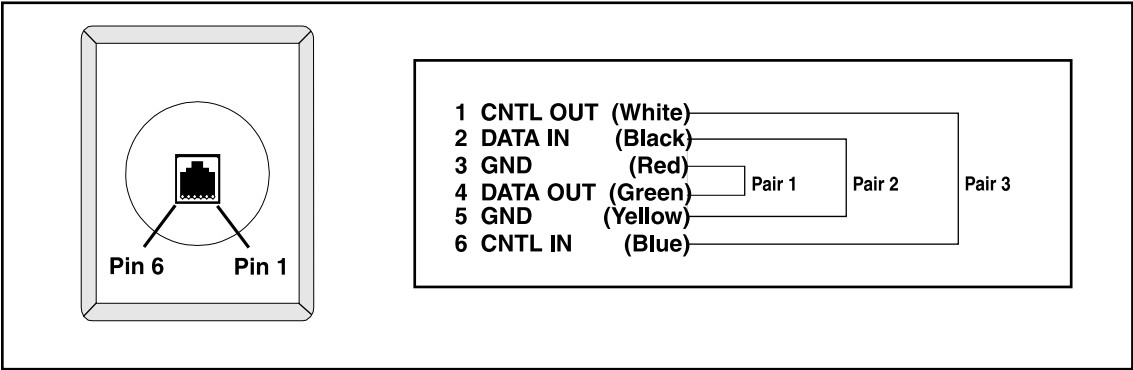 Pin 6
Pin 1
1 CNTL OUT (White)
2 DATA IN (Black)
3 GND (Red)
4 DATA OUT (Green)
5 GND (Yellow)
6 CNTL IN (Blue)
Pair 1
Pair 2
Pair 3